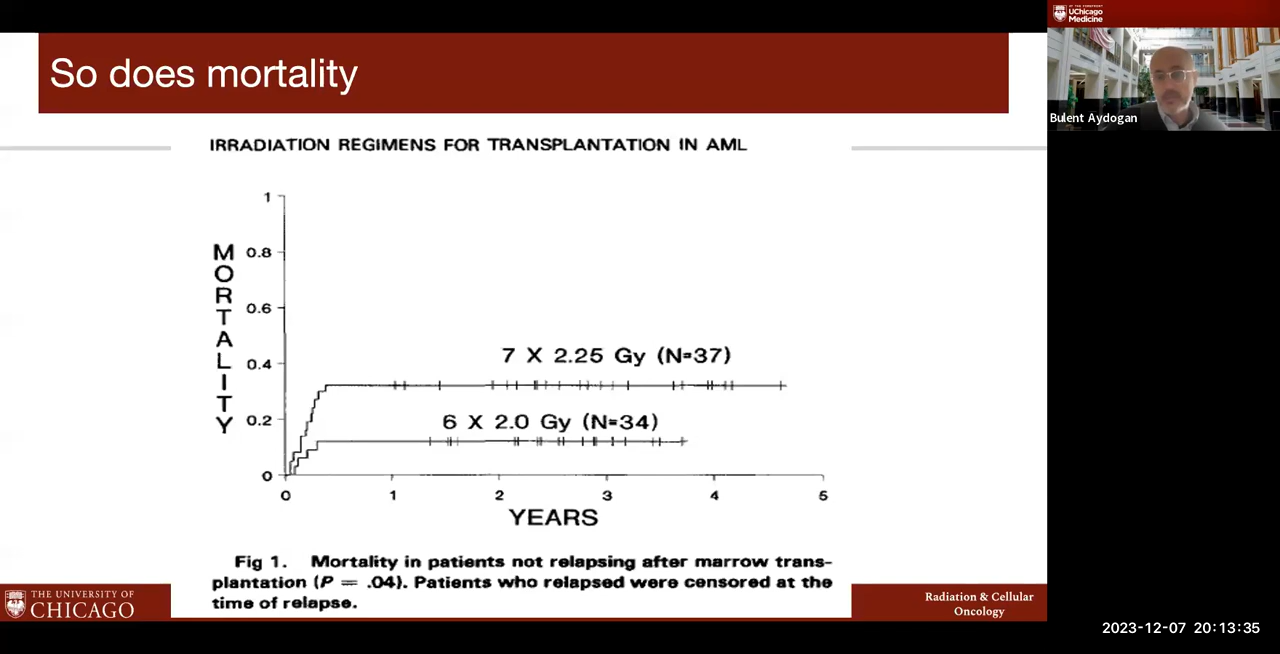 So does mortality
IRRADIATION REGIMENS FOR TRANSPLANTATION IN AML
MORTALITY
1
0.8
0.6
0.4
0.2
0
7 X 2.25 Gy (N=37)
6 X 2.0 Gy (N=34)
0 1 2 3 4 5
YEARS
Fig 1. Mortality in patients not relapsing after marrow trans-
plantation (P = .04). Patients who relapsed were censored at the
time of relapse.
THE UNIVERSITY OF
CHICAGO
Radiation & Cellular
Oncology
UChicago
Medicine
Bulent Aydogan
2023-12-07 20:13:35